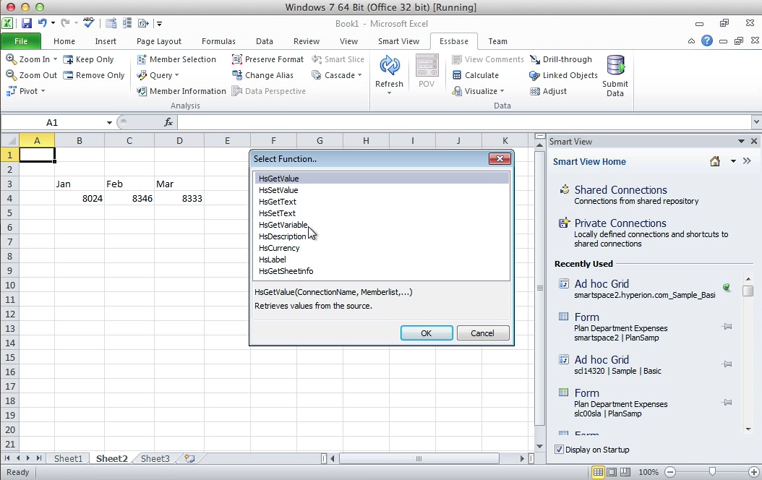 Windows 7 64 Bit (Office 32 bit) [Running]
Book1 - Microsoft Excel
File Home Insert Page Layout Formulas Data Review View Smart View Essbase Team
Zoom In Keep Only
Zoom Out Remove Only
Pivot
Member Selection Preserve Format Smart Slice
Query Change Alias Cascade
Member Information Data Perspective
Analysis
Refresh
POV
View Comments Drill-through
Calculate Linked Objects
Visualize Adjust
Submit
Data
Data
A1 fx
A B C D E F G H I J K
1
2
3 Jan Feb Mar
4 8024 8346 8333
5
6
7
8
9
10
11
12
13
14
15
16
17
18
19
20
21
Select Function..
HsGetValue
HsSetValue
HsGetText
HsSetText
HsGetVariable
HsDescription
HsCurrency
HsLabel
HsGetSheetInfo
HsGetValue(ConnectionName, Memberlist,...)
Retrieves values from the source.
OK Cancel
Smart View
Smart View Home
Shared Connections
Connections from shared repository
Private Connections
Locally defined connections and shortcuts to
shared connections
Recently Used
Ad hoc Grid
smartspace2.hyperion.com_Sample_Basi
Form
Plan Department Expenses
smartspace2 | PlanSamp
Ad hoc Grid
scl14320 | Sample | Basic
Form
Plan Department Expenses
slc00sla | PlanSamp
Form
Display on Startup
Sheet1 Sheet2 Sheet3
Ready 100%